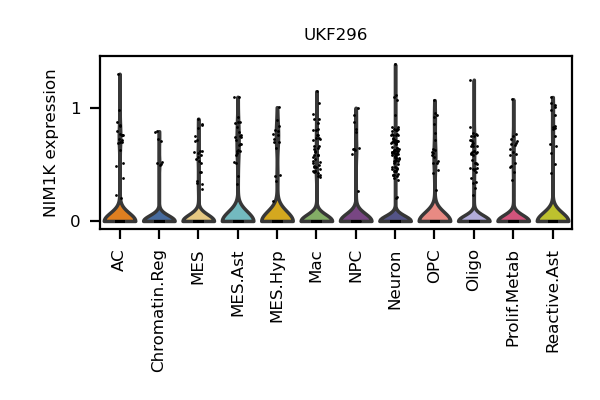 UKF296
NIM1K expression
1
0
AC
Chromatin.Reg
MES
MES.Ast
MES.Hyp
Mac
NPC
Neuron
OPC
Oligo
Prolif.Metab
Reactive.Ast